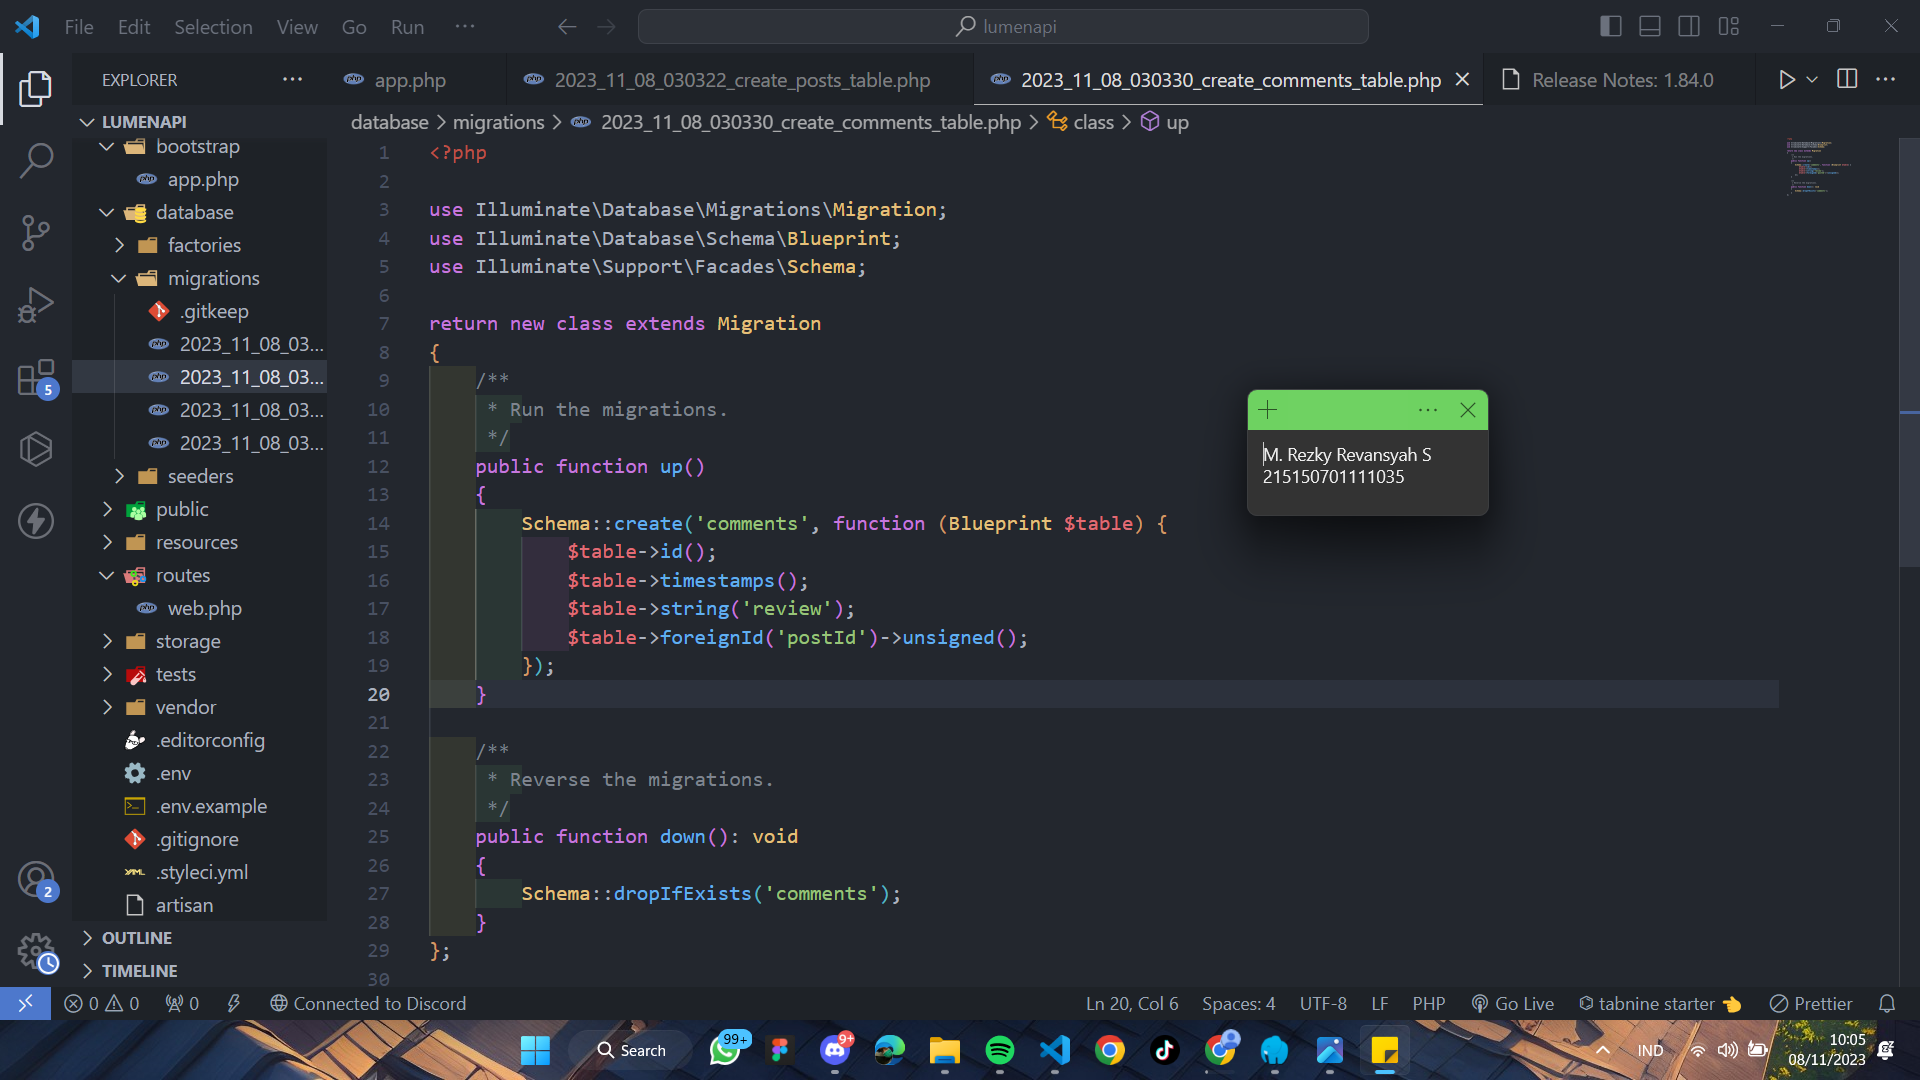 File Edit Selection View Go Run ···
lumenapi
EXPLORER ···
app.php
2023_11_08_030322_create_posts_table.php
2023_11_08_030330_create_comments_table.php
Release Notes: 1.84.0
LUMENAPI
bootstrap
app.php
database
factories
migrations
.gitkeep
2023_11_08_03...
2023_11_08_03...
2023_11_08_03...
2023_11_08_03...
seeders
public
resources
routes
web.php
storage
tests
vendor
.editorconfig
.env
.env.example
.gitignore
.styleci.yml
artisan
OUTLINE
TIMELINE
5
2
database > migrations > 2023_11_08_030330_create_comments_table.php > class > up
1 <?php
2
3 use Illuminate\Database\Migrations\Migration;
4 use Illuminate\Database\Schema\Blueprint;
5 use Illuminate\Support\Facades\Schema;
6
7 return new class extends Migration
8 {
9 /**
10 * Run the migrations.
11 */
12 public function up()
13 {
14 Schema::create('comments', function (Blueprint $table) {
15 $table->id();
16 $table->timestamps();
17 $table->string('review');
18 $table->foreignId('postId')->unsigned();
19 });
20 }
21
22 /**
23 * Reverse the migrations.
24 */
25 public function down(): void
26 {
27 Schema::dropIfExists('comments');
28 }
29 };
30
M. Rezky Revansyah S
215150701111035
0 0 0 Connected to Discord
Ln 20, Col 6 Spaces: 4 UTF-8 LF PHP Go Live tabnine starter Prettier
Search
99+
9+
IND
10:05
08/11/2023